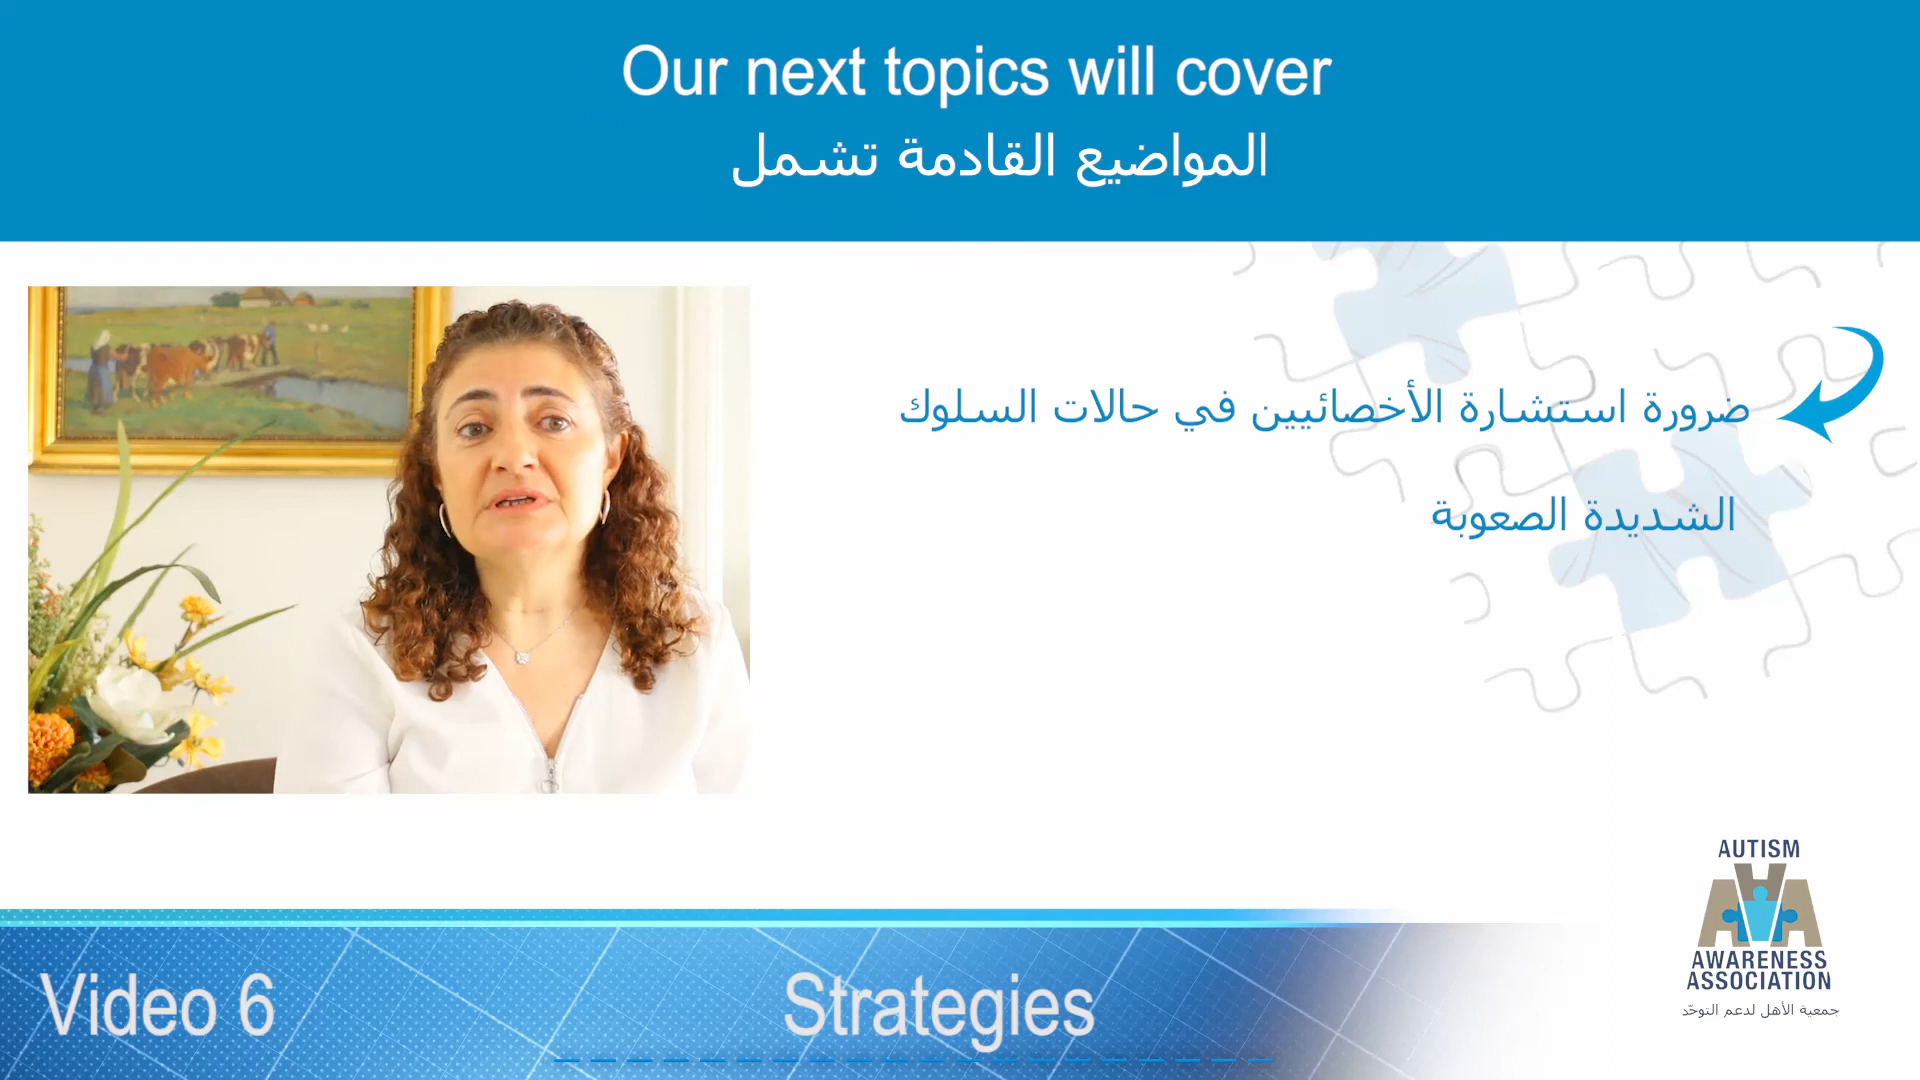 Our next topics will cover
المواضيع القادمة تشمل
ضرورة استشارة الأخصائيين في حالات السلوك
الشديدة الصعوبة
AUTISM
AAA
AWARENESS
ASSOCIATION
جمعية الأهل لدعم التوحّد
Video 6
Strategies